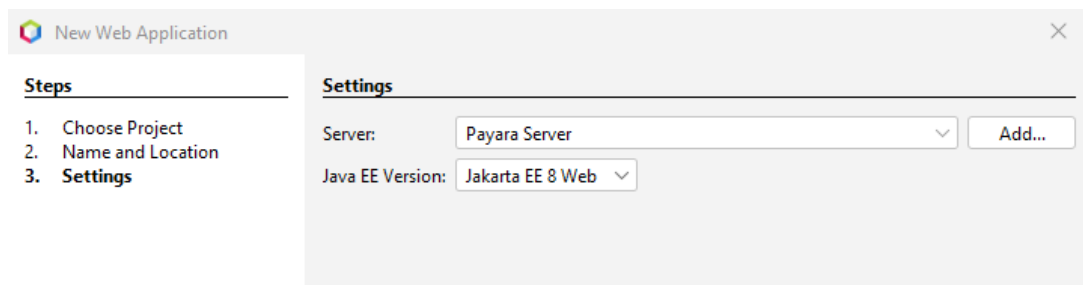 New Web Application
Steps
1. Choose Project
2. Name and Location
3. Settings
Settings
Server: Payara Server Add...
Java EE Version: Jakarta EE 8 Web